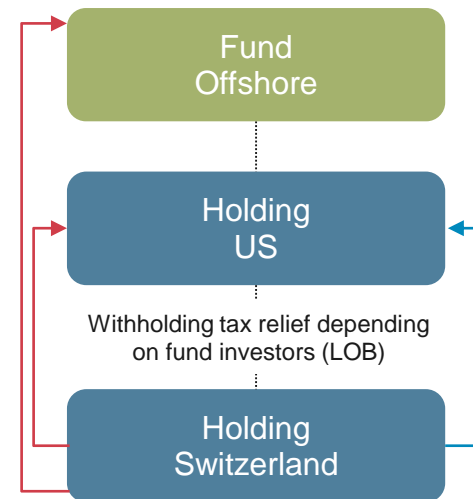 Fund
Offshore
Holding
US
Withholding tax relief depending
on fund investors (LOB)
Holding
Switzerland